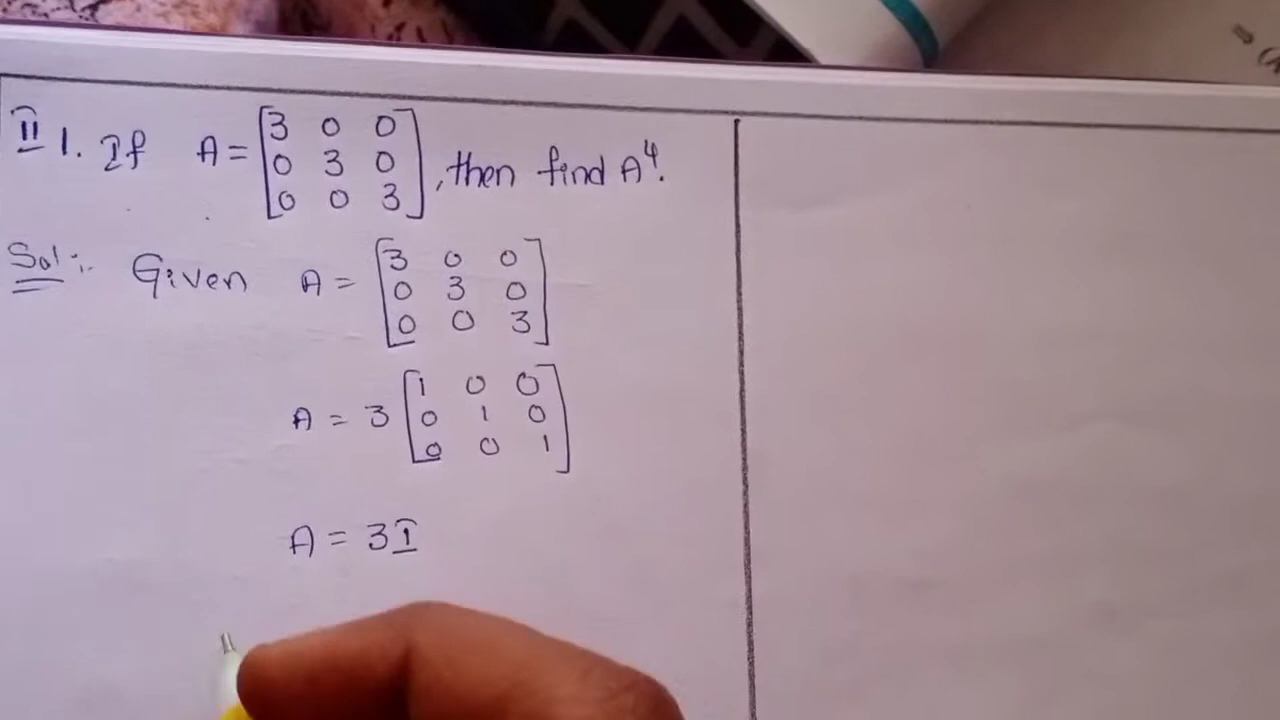 II 1. If A = [3 0 0
0 3 0
0 0 3], then find A⁴.
Sol:- Given A = [3 0 0
0 3 0
0 0 3]
A = 3 [1 0 0
0 1 0
0 0 1]
A = 3I